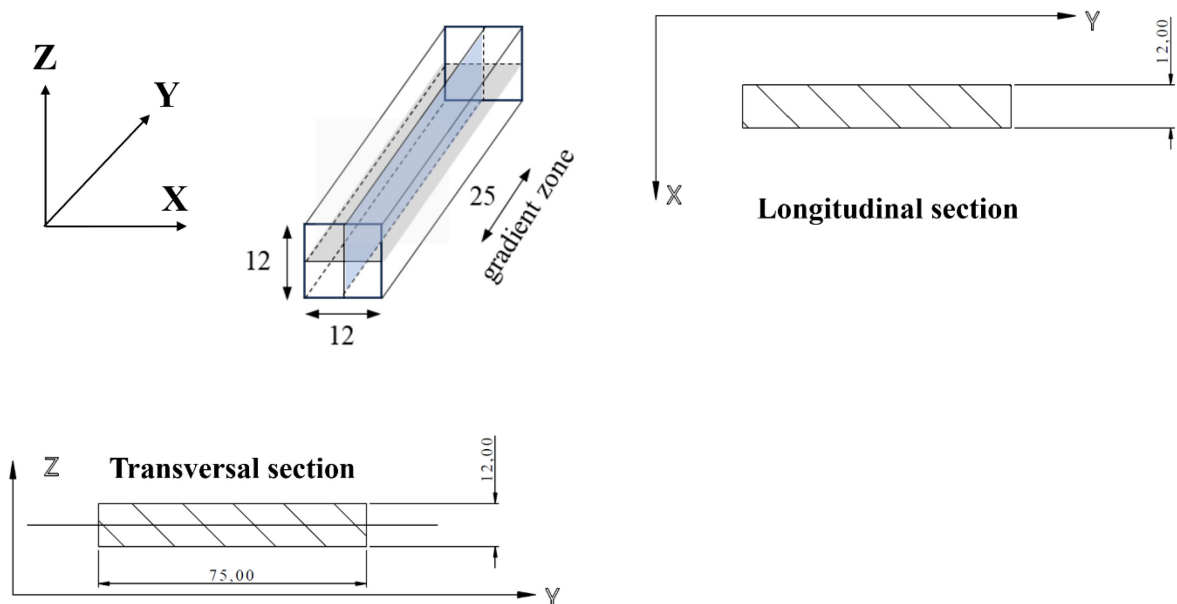 Z
Y
X
12
12
25
gradient zone
Y
X
12,00
Longitudinal section
Z
Transversal section
12,00
75,00
Y